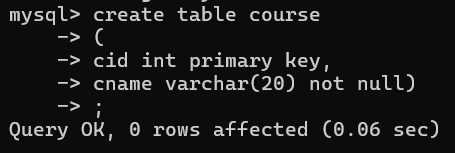 mysql> create table course
    -> (
    -> cid int primary key,
    -> cname varchar(20) not null)
    -> ;
Query OK, 0 rows affected (0.06 sec)